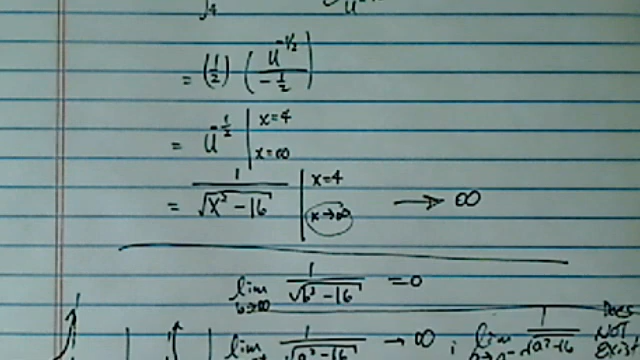 = (1/2) (u^{-1/2} / -1/2)
= u^{-1/2} | x=4 x=∞
= 1/√(x²-16) | x=4 x→∞ → ∞
lim b→∞ 1/√(b²-16) = 0
lim 1/√(a²-16) → ∞ ; lim 1/√(a²-16 Does NOT exist